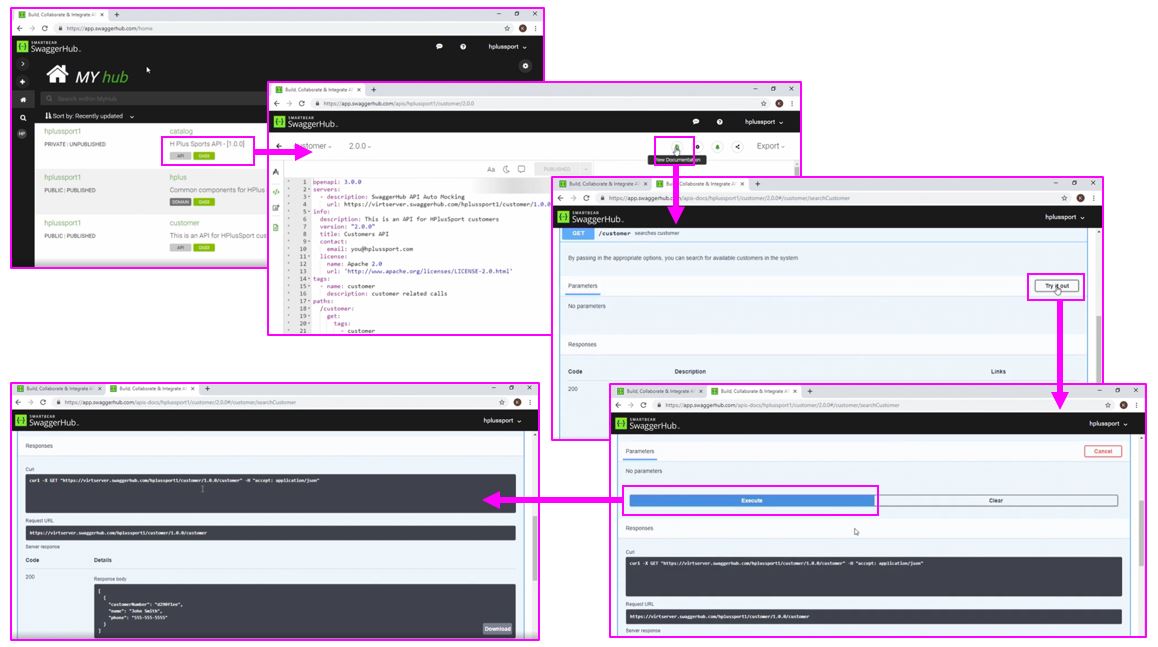 Build, Collaborate & Integrate AI
https://app.swaggerhub.com/home
SMARTBEAR
SwaggerHub
hplussport
MY hub
Search within MyHub
Sort by: Recently updated
hplussport1 catalog
PRIVATE | UNPUBLISHED H Plus Sports API - [1.0.0]
API OAS3
hplussport1
PUBLIC | PUBLISHED Common components for HPlus
DOMAIN OAS3
hplussport1 customer
PUBLIC | PUBLISHED This is an API for HPlusSport cus
API OAS3
Build, Collaborate & Integrate AI
https://app.swaggerhub.com/apis/hplussport1/customer/2.0.0
SMARTBEAR
SwaggerHub
hplussport
2.0.0
Export
View Documentation
Aa PUBLISHED
1 openapi: 3.0.0
2 servers:
3 - description: SwaggerHub API Auto Mocking
4 url: https://virtserver.swaggerhub.com/hplussport1/customer/1.0.0
5 info:
6 description: This is an API for HPlusSport customers
7 version: "2.0.0"
8 title: Customers API
9 contact:
10 email: you@hplussport.com
11 license:
12 name: Apache 2.0
13 url: 'http://www.apache.org/licenses/LICENSE-2.0.html'
14 tags:
15 - name: customer
16 description: customer related calls
17 paths:
18 /customer:
19 get:
20 tags:
21 - customer
Build, Collaborate & Integrate AI Build, Collaborate & Integrate AI
https://app.swaggerhub.com/apis-docs/hplussport1/customer/2.0.0#/customer/searchCustomer
SMARTBEAR
SwaggerHub
hplussport
GET /customer searches customer
By passing in the appropriate options, you can search for available customers in the system
Parameters Try it out
No parameters
Responses
Code Description Links
200
Build, Collaborate & Integrate AI Build, Collaborate & Integrate AI
https://app.swaggerhub.com/apis-docs/hplussport1/customer/2.0.0#/customer/searchCustomer
SMARTBEAR
SwaggerHub
hplussport
Parameters Cancel
No parameters
Execute Clear
Responses
Curl
curl -X GET "https://virtserver.swaggerhub.com/hplussport1/customer/1.0.0/customer" -H "accept: application/json"
Request URL
https://virtserver.swaggerhub.com/hplussport1/customer/1.0.0/customer
Server response
Build, Collaborate & Integrate AI Build, Collaborate & Integrate AI
https://app.swaggerhub.com/apis-docs/hplussport1/customer/2.0.0#/customer/searchCustomer
SMARTBEAR
SwaggerHub
hplussport
Responses
Curl
curl -X GET "https://virtserver.swaggerhub.com/hplussport1/customer/1.0.0/customer" -H "accept: application/json"
Request URL
https://virtserver.swaggerhub.com/hplussport1/customer/1.0.0/customer
Server response
Code Details
200 Response body
[
{
"customerNumber": "d290f1ee",
"name": "John Smith",
"phone": "555-555-5555"
}
]
Download